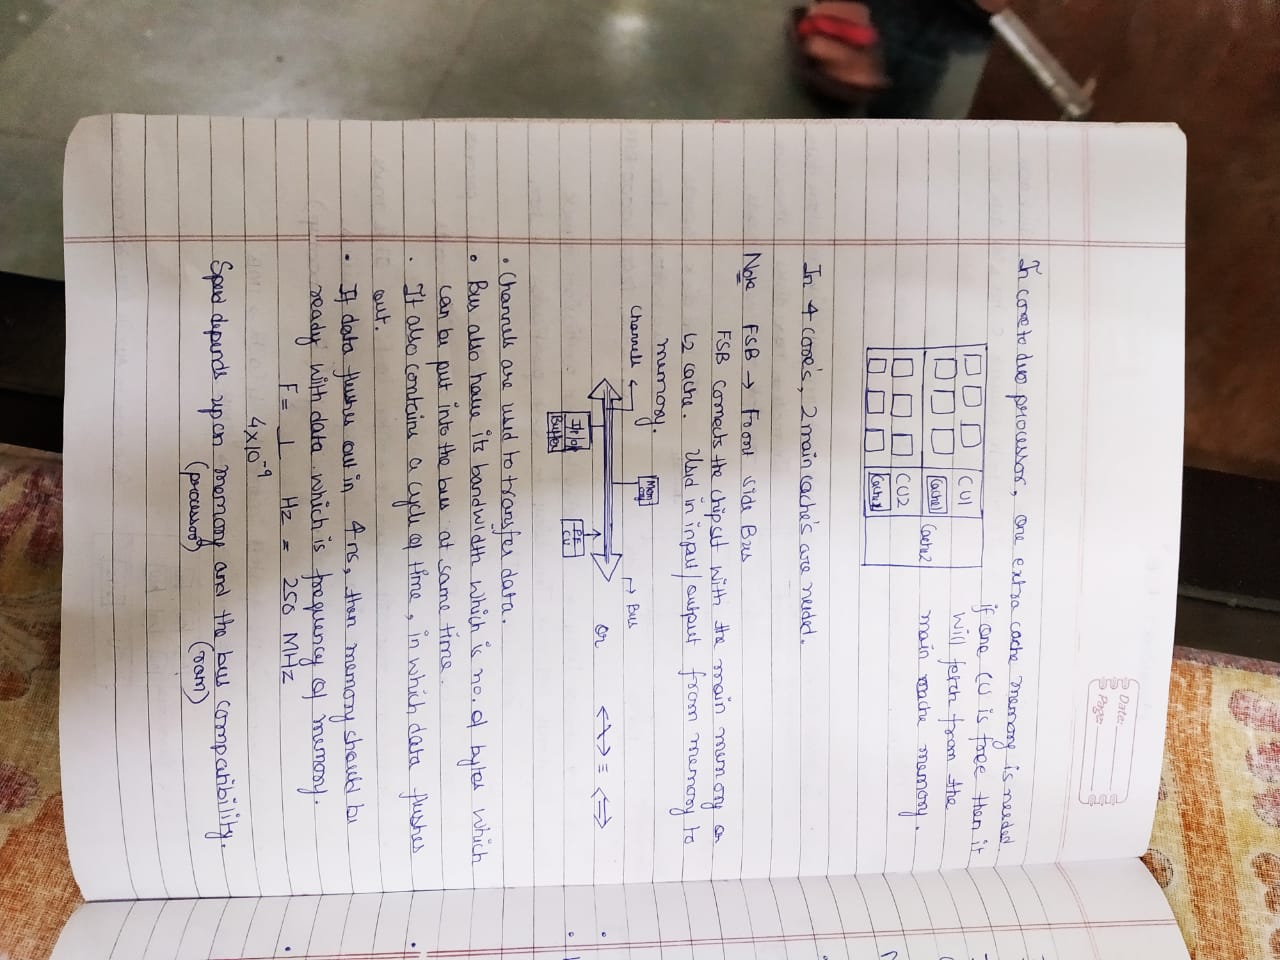 Date:
Page:
In core to duo processor, one extra cache memory is needed
CU1
Cache1
Cache2
CU2
Cache2
if one CU is free then it
will fetch from the
main cache memory.
In 4 core's, 2 main cache's are needed.
Note FSB → Front side Bus
FSB connects the chipset with the main memory or
L2 cache. Used in input/output from memory to
memory.
Channels
Mem
ory
Bus
or
≡
Buffer
CU
• Channels are used to transfer data.
• Bus also have its bandwidth which is no. of bytes which
can be put into the bus at same time.
• It also contains a cycle of time, in which data flushes
out.
• If data flushes out in 4 ns, then memory should be
ready with data which is frequency of memory.
F = 1 Hz = 250 MHz
4×10⁻⁹
Speed depends upon memory and the bus compatibility.
(processor) (ram)